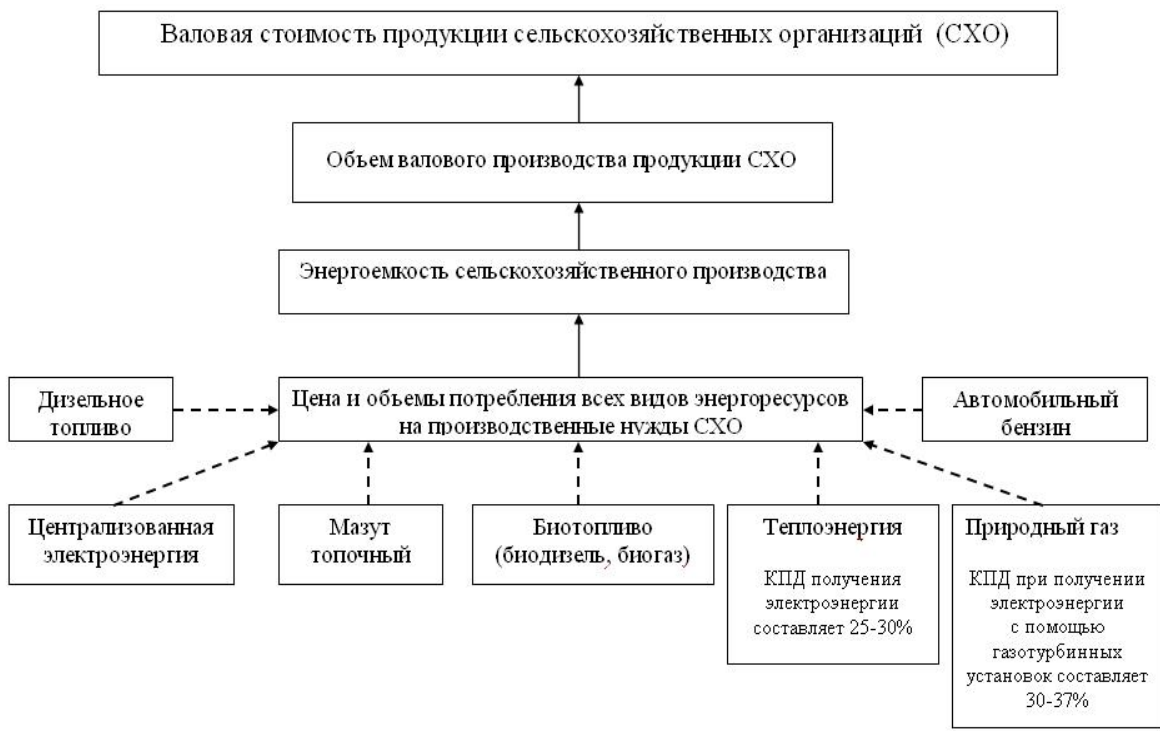 Валовая стоимость продукции сельскохозяйственных организаций (СХО)
Объем валового производства продукции СХО
Энергоемкость сельскохозяйственного производства
Дизельное
топливо
Цена и объемы потребления всех видов энергоресурсов
на производственные нужды СХО
Автомобильный
бензин
Централизованная
электроэнергия
Мазут
топочный
Биотопливо
(биодизель, биогаз)
Теплоэнергия
КПД получения
электроэнергии
составляет 25-30%
Природный газ
КПД при получении
электроэнергии
с помощью
газотурбинных
установок составляет
30-37%